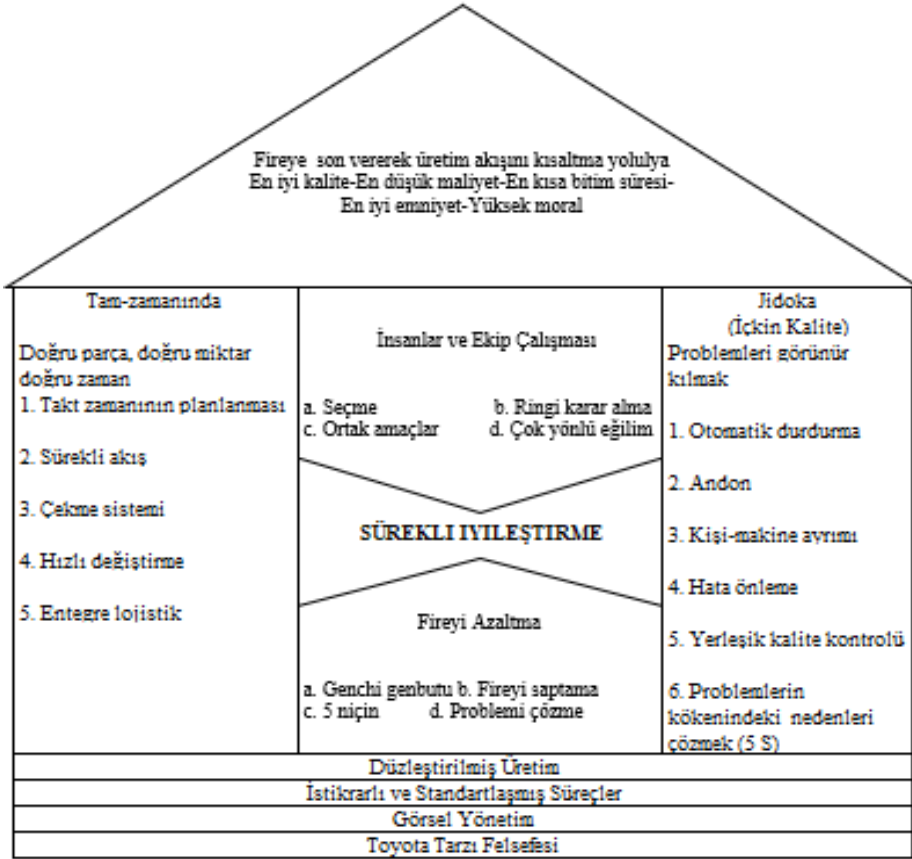 Fireye son vererek üretim akışını kısaltma yolulya
En iyi kalite-En düşük maliyet-En kısa bitim süresi-
En iyi emniyet-Yüksek moral
Tam-zamanında
Doğru parça, doğru miktar
doğru zaman
1. Takt zamanının planlanması
2. Sürekli akış
3. Çekme sistemi
4. Hızlı değiştirme
5. Entegre lojistik
İnsanlar ve Ekip Çalışması
a. Seçme b. Ringi karar alma
c. Ortak amaçlar d. Çok yönlü eğilim
SÜREKLI IYILEŞTIRME
Fireyi Azaltma
a. Genchi genbutu b. Fireyi saptama
c. 5 niçin d. Problemi çözme
Jidoka
(İçkin Kalite)
Problemleri görünür
kılmak
1. Otomatik durdurma
2. Andon
3. Kişi-makine ayrımı
4. Hata önleme
5. Yerleşik kalite kontrolü
6. Problemlerin
kökenindeki nedenleri
çözmek (5 S)
Düzleştirilmiş Üretim
İstikrarlı ve Standartlaşmış Süreçler
Görsel Yönetim
Toyota Tarzı Felsefesi